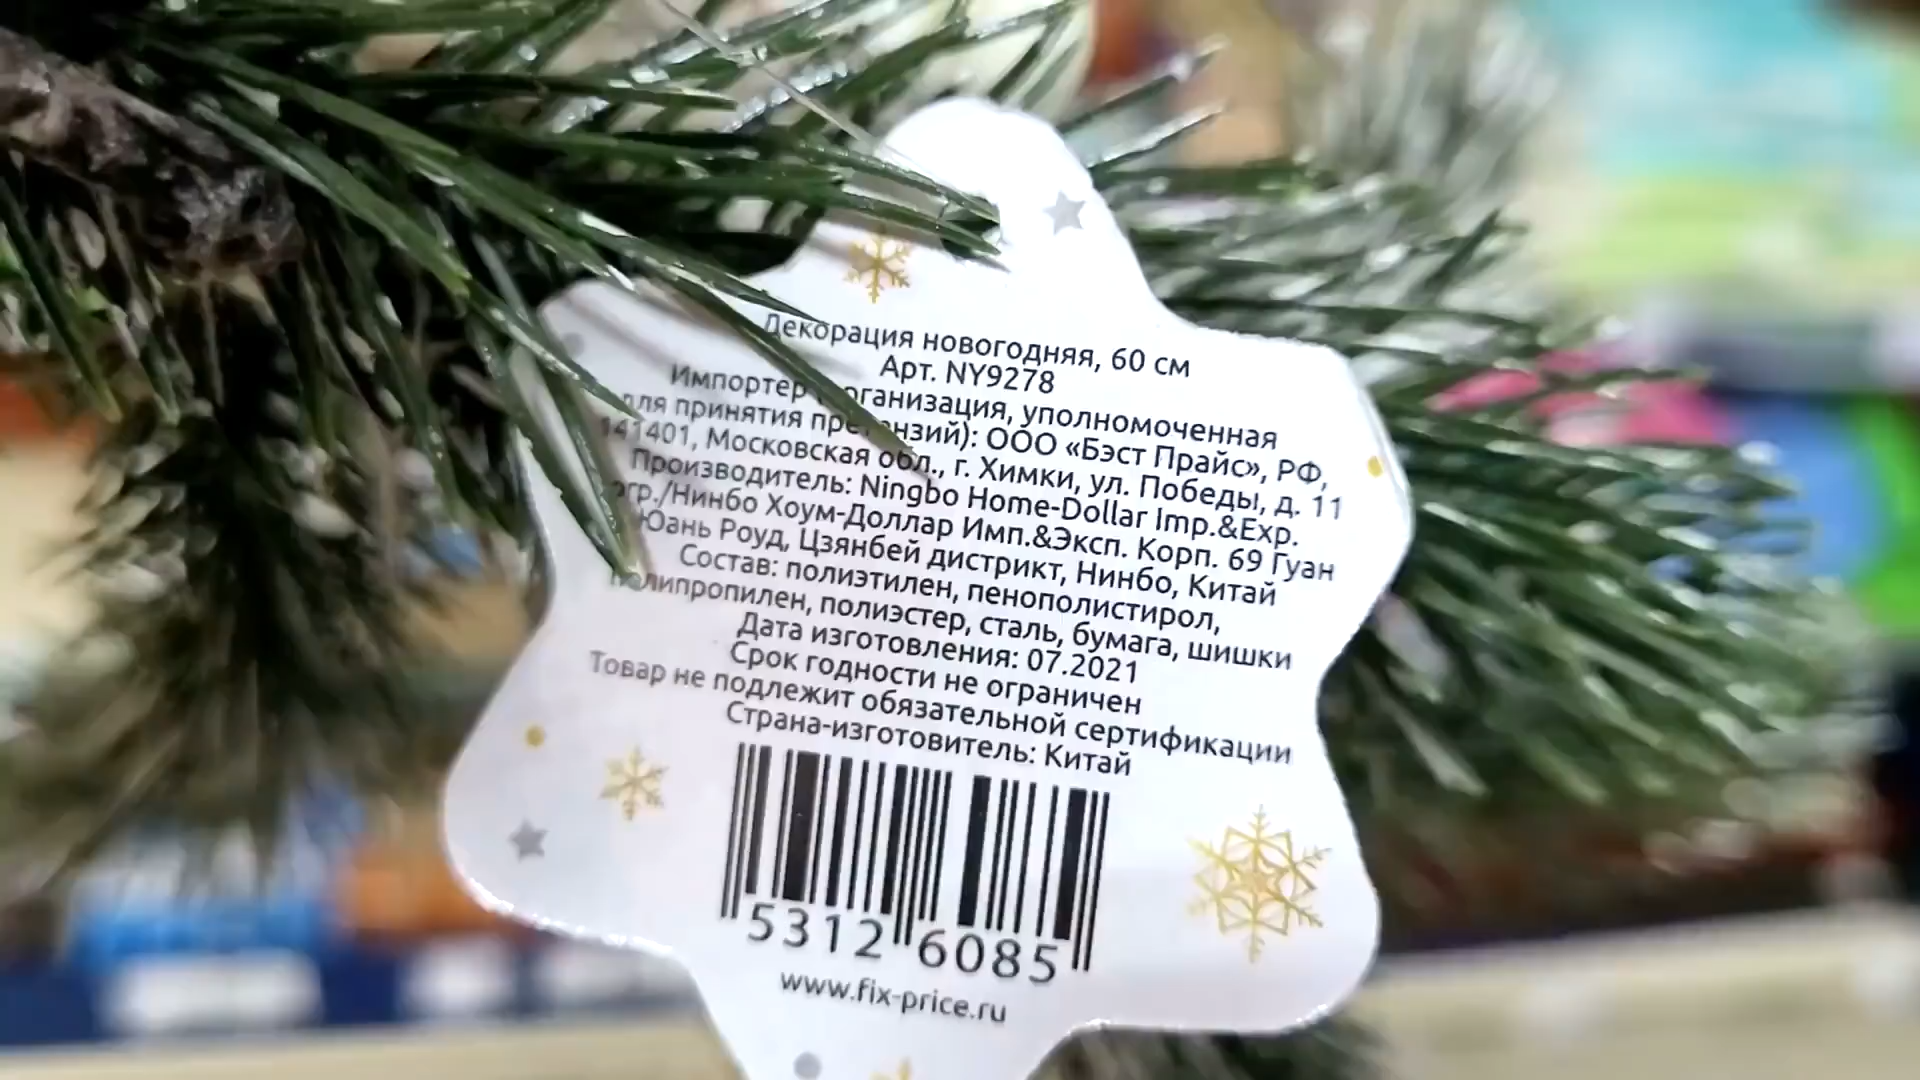 Декорация новогодняя, 60 см
Арт. NY9278
Импортер организация, уполномоченная
для принятия претензий): ООО «Бэст Прайс», РФ,
141401, Московская обл., г. Химки, ул. Победы, д. 11
Производитель: Ningbo Home-Dollar Imp.&Exp.
/Нинбо Хоум-Доллар Имп.&Эксп. Корп. 69 Гуан
Юань Роуд, Цзянбей дистрикт, Нинбо, Китай
Состав: полиэтилен, пенополистирол,
полипропилен, полиэстер, сталь, бумага, шишки
Дата изготовления: 07.2021
Срок годности не ограничен
Товар не подлежит обязательной сертификации
Страна-изготовитель: Китай
5312 6085
www.fix-price.ru